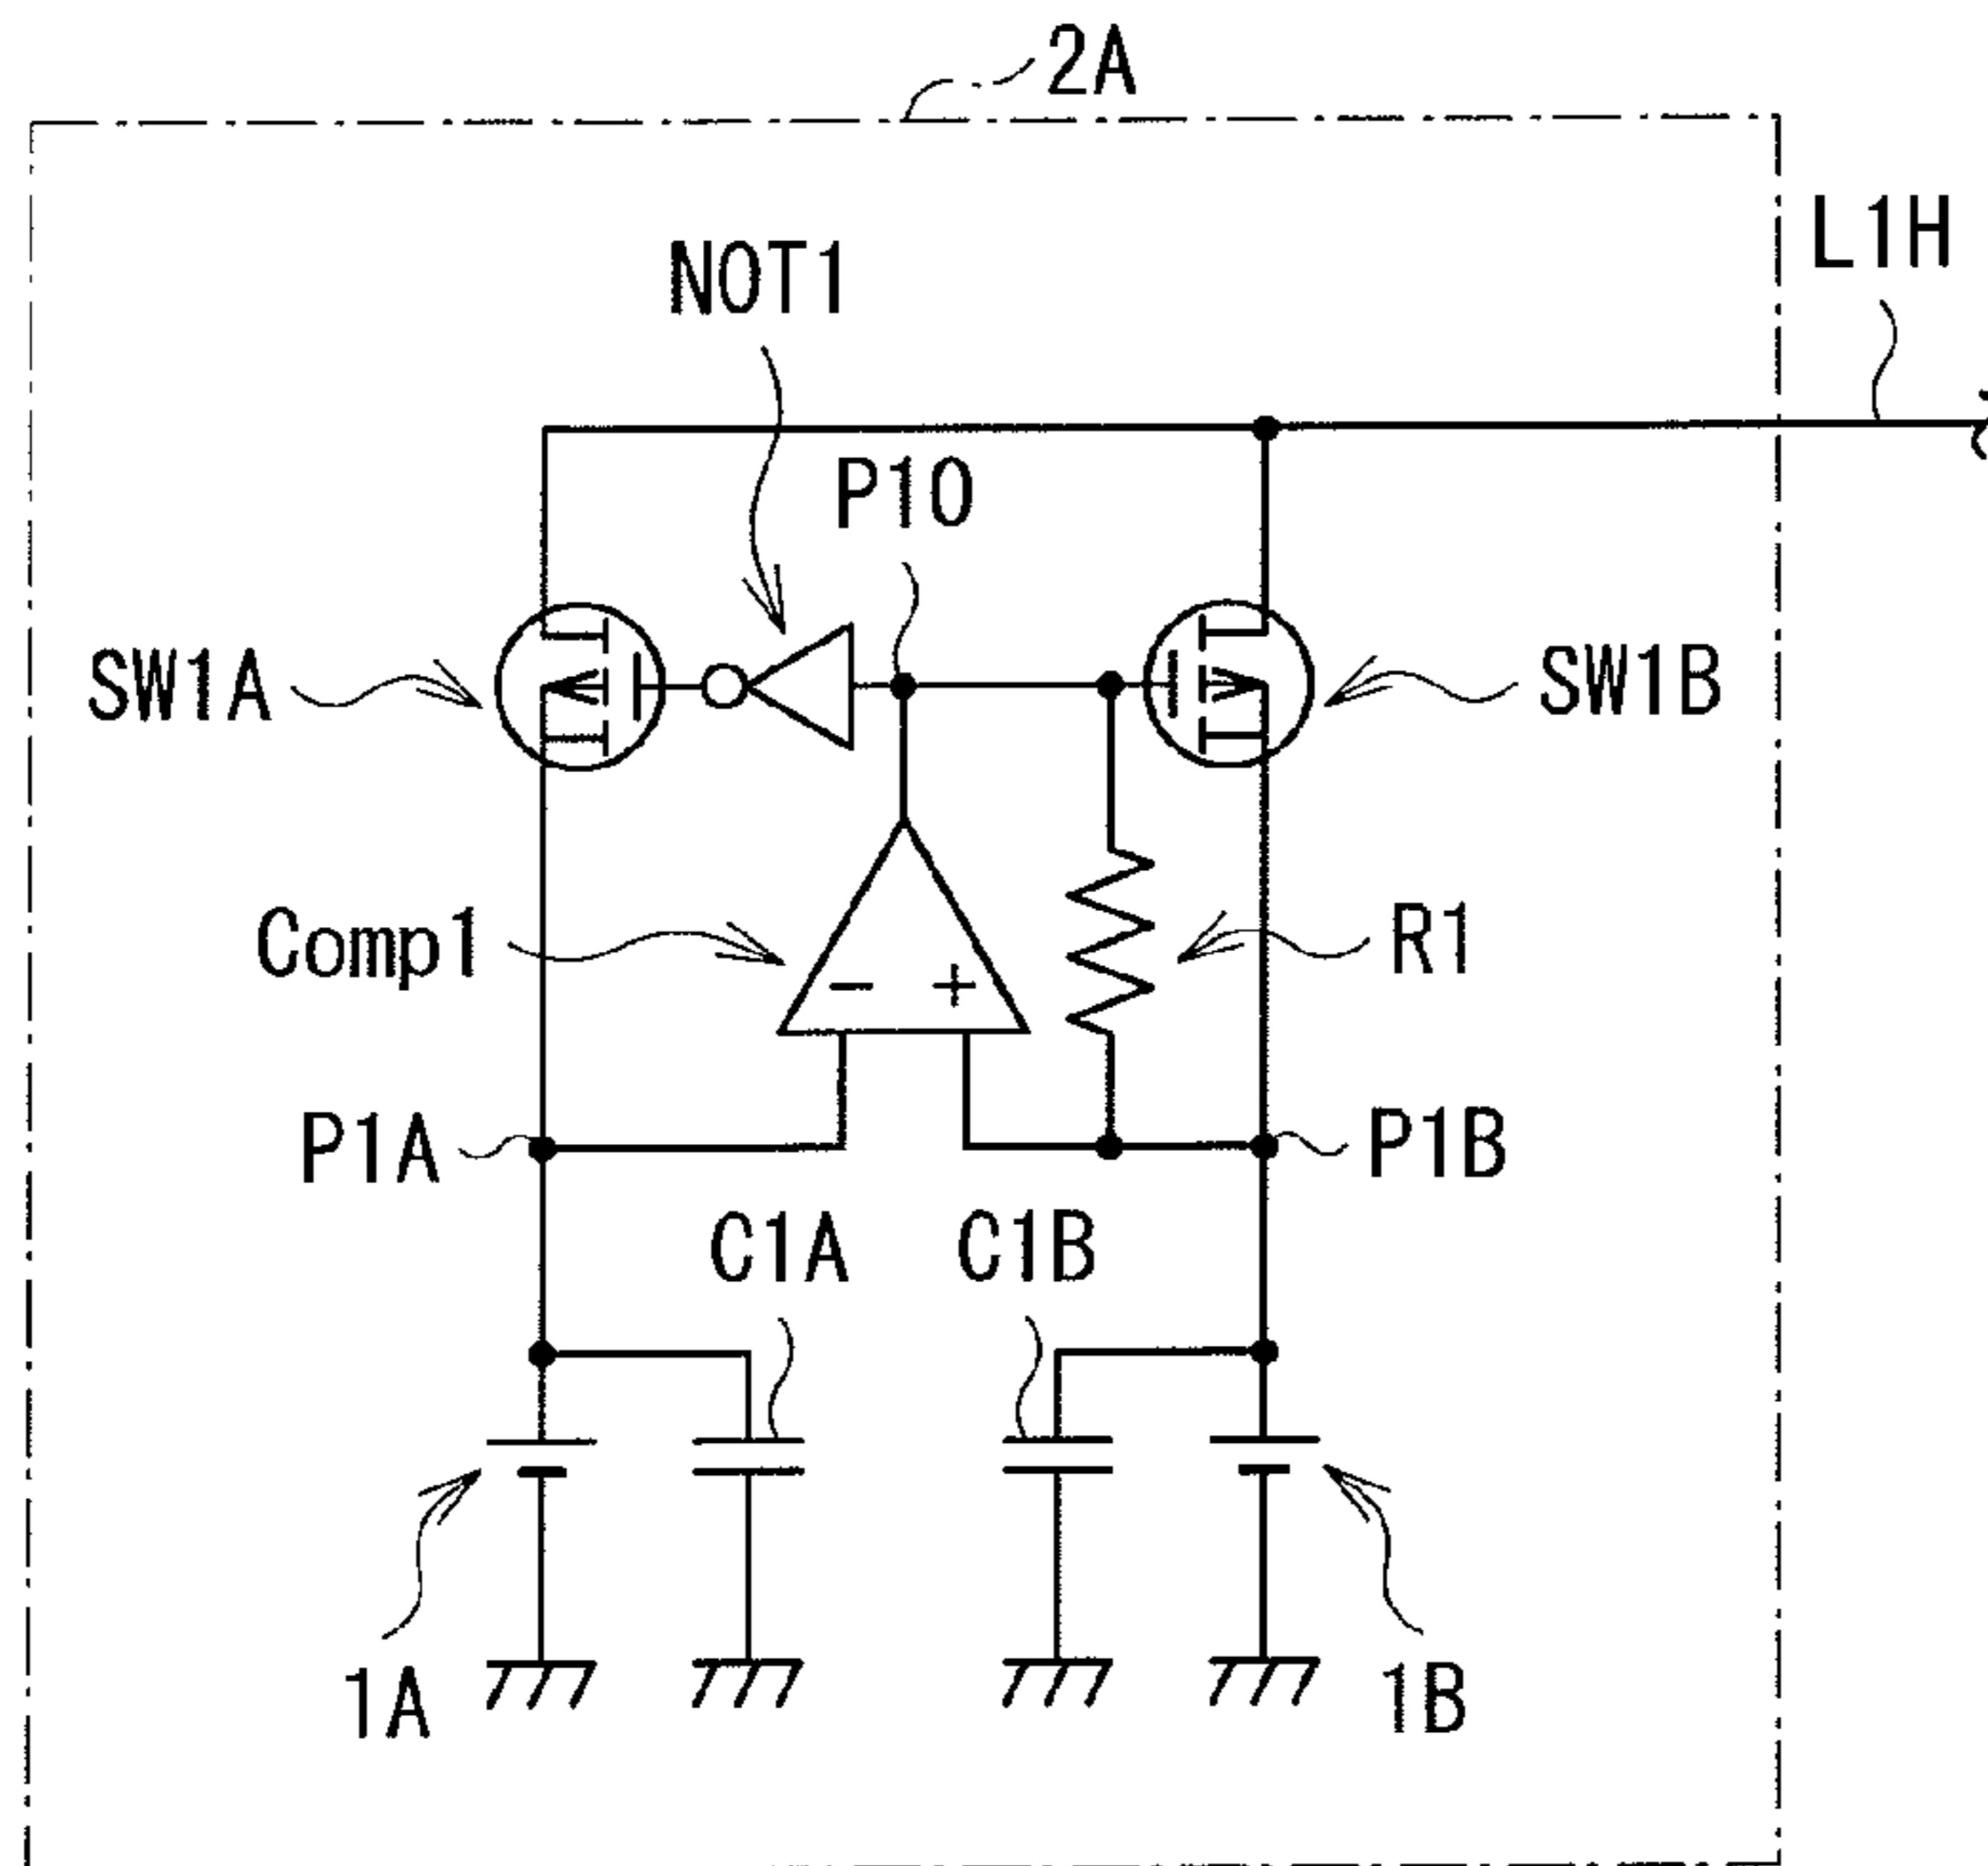 2A
L1H
NOT1
P10
SW1A
SW1B
Comp1
- +
R1
P1A
P1B
C1A
C1B
1A
1B